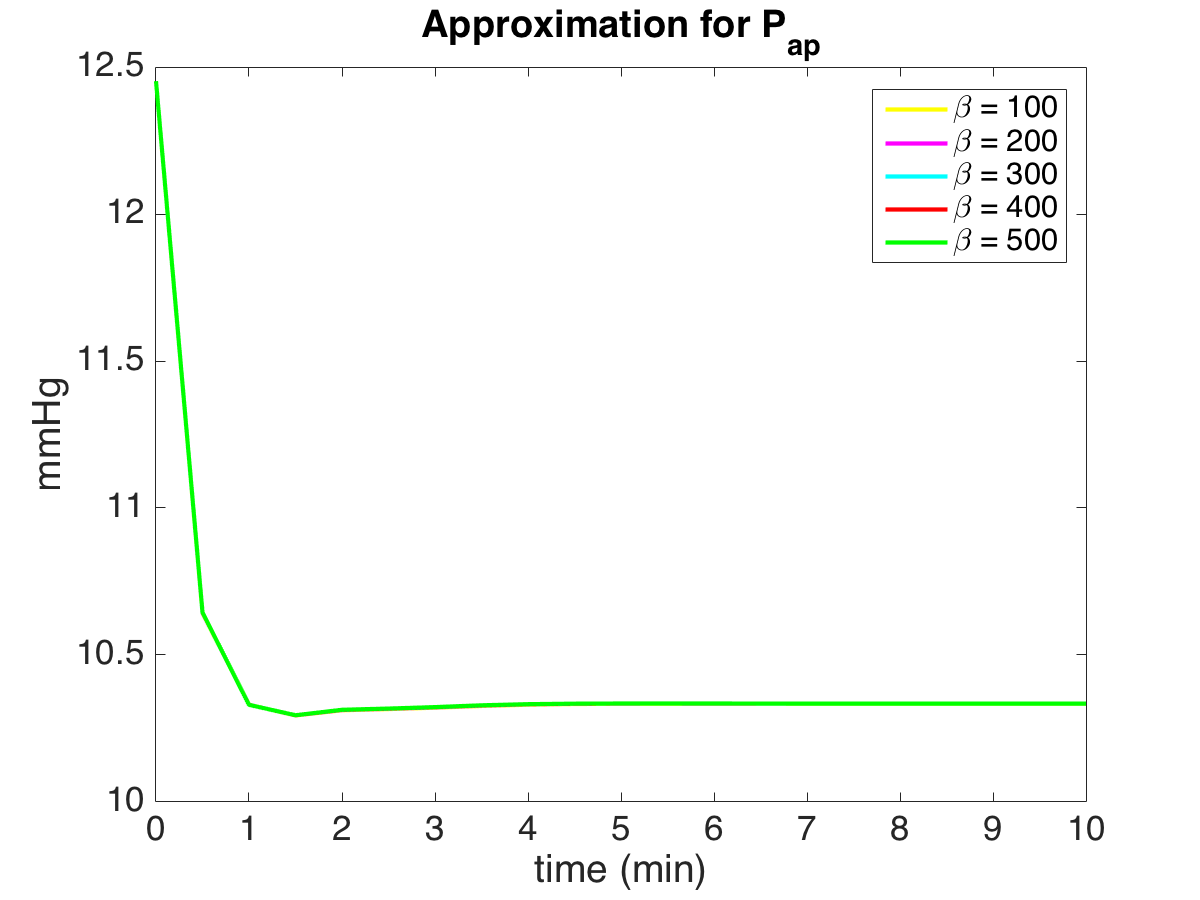 Approximation for P_ap
12.5
12
11.5
11
10.5
10
mmHg
β = 100
β = 200
β = 300
β = 400
β = 500
0 1 2 3 4 5 6 7 8 9 10
time (min)